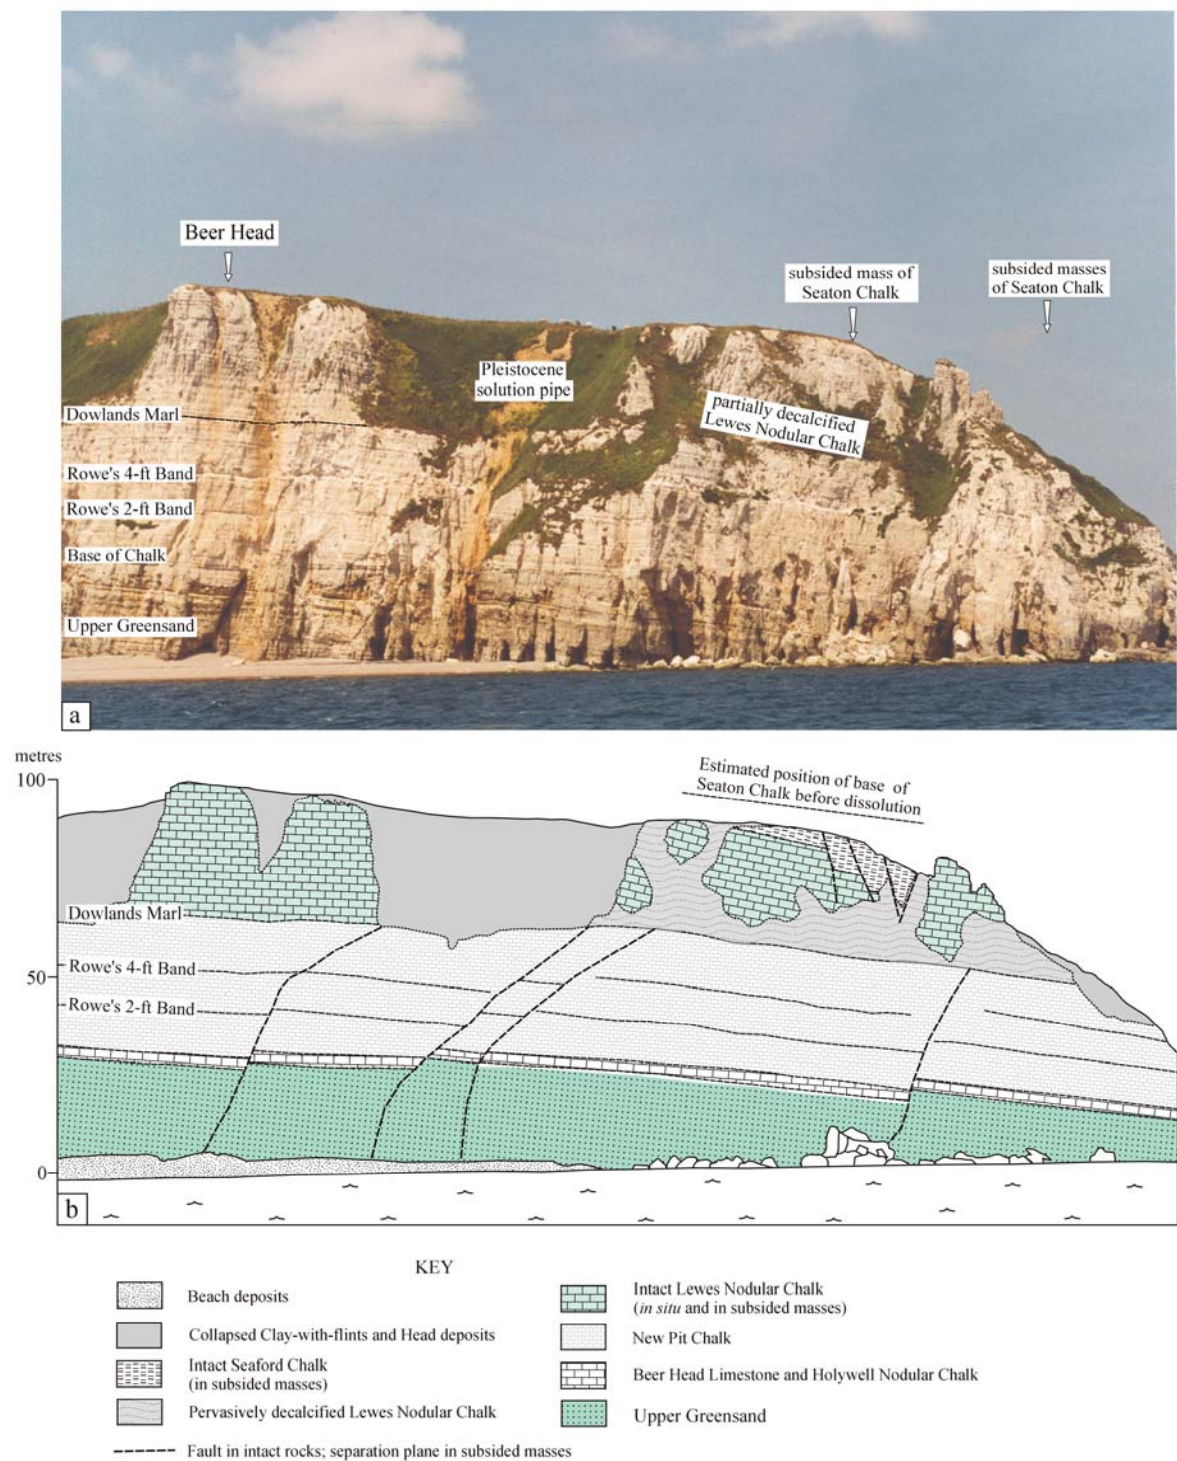 Beer Head
subsided mass of
Seaton Chalk
subsided masses
of Seaton Chalk
Pleistocene
solution pipe
partially decalcified
Lewes Nodular Chalk
Dowlands Marl
Rowe's 4-ft Band
Rowe's 2-ft Band
Base of Chalk
Upper Greensand
a
metres
100
Estimated position of base of
Seaton Chalk before dissolution
Dowlands Marl
Rowe's 4-ft Band
50
Rowe's 2-ft Band
0
b
KEY
Beach deposits
Collapsed Clay-with-flints and Head deposits
Intact Seaford Chalk
(in subsided masses)
Pervasively decalcified Lewes Nodular Chalk
Fault in intact rocks; separation plane in subsided masses
Intact Lewes Nodular Chalk
(in situ and in subsided masses)
New Pit Chalk
Beer Head Limestone and Holywell Nodular Chalk
Upper Greensand